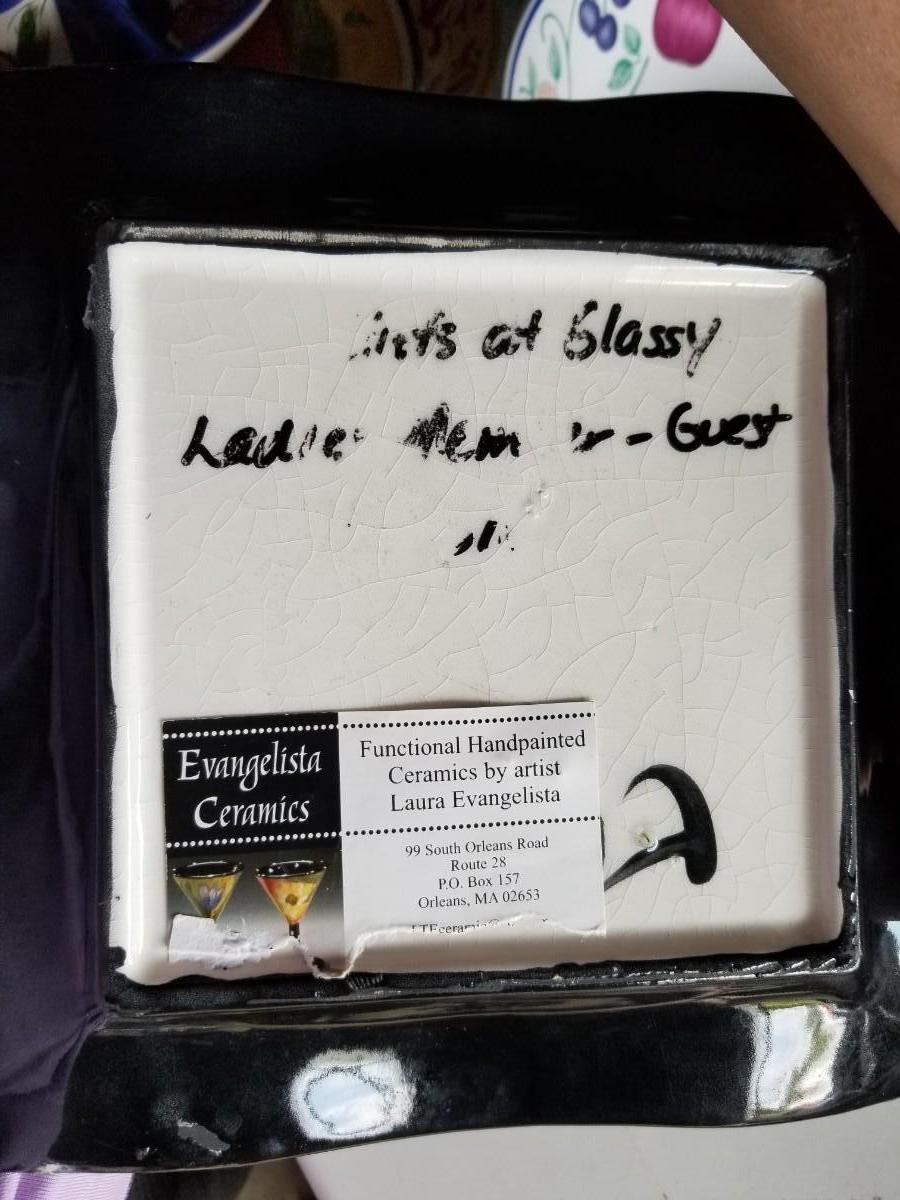 at Glassy
- Guest
Evangelista
Ceramics
Functional Handpainted
Ceramics by artist
Laura Evangelista
99 South Orleans Road
Route 28
P.O. Box 157
Orleans, MA 02653